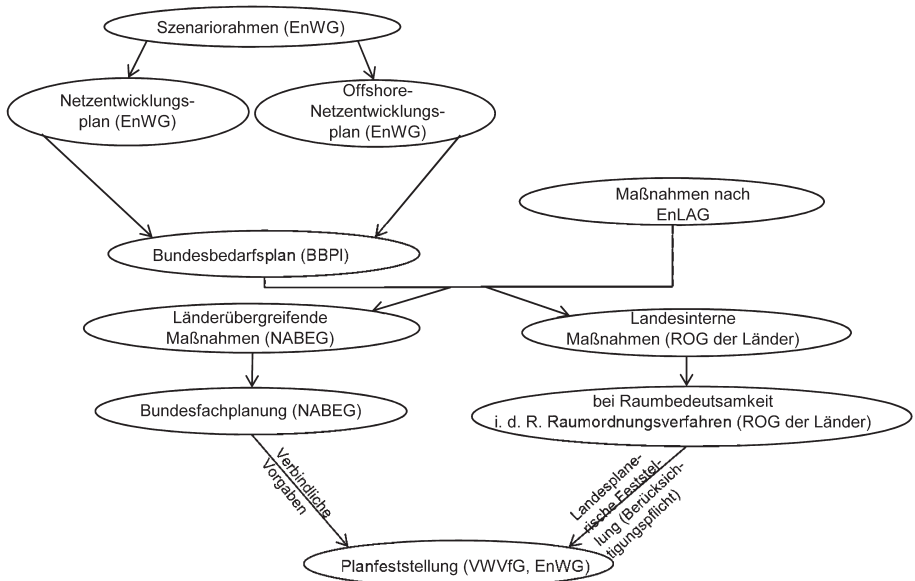 Szenariorahmen (EnWG)
Netzentwicklungs-
plan (EnWG)
Offshore-
Netzentwicklungs-
plan (EnWG)
Maßnahmen nach
EnLAG
Bundesbedarfsplan (BBPl)
Länderübergreifende
Maßnahmen (NABEG)
Landesinterne
Maßnahmen (ROG der Länder)
Bundesfachplanung (NABEG)
bei Raumbedeutsamkeit
i. d. R. Raumordnungsverfahren (ROG der Länder)
Verbindliche
Vorgaben
Landesplane-
rische Feststel-
lung (Berücksich-
tigungspflicht)
Planfeststellung (VWVfG, EnWG)